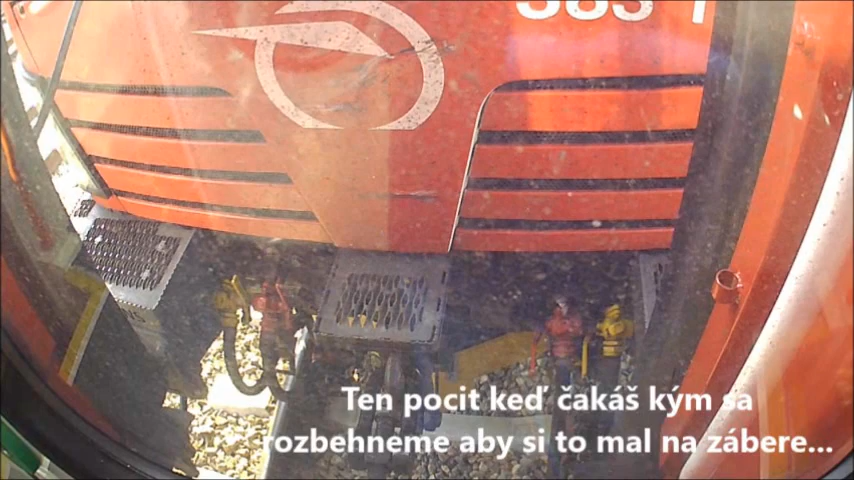 Ten pocit keď čakáš kým sa
rozbehneme aby si to mal na zábere...